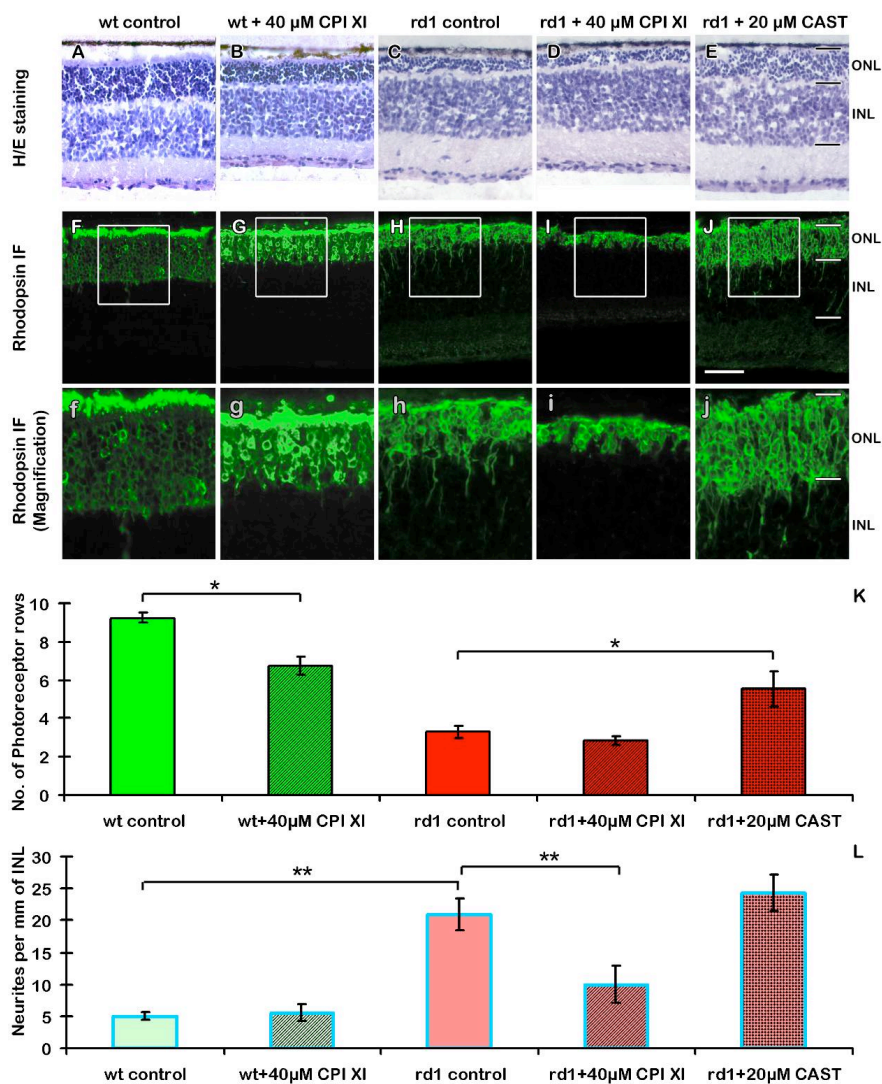 wt control
wt + 40 µM CPI XI
rd1 control
rd1 + 40 µM CPI XI
rd1 + 20 µM CAST
H/E staining
A
B
C
D
E
ONL
INL
Rhodopsin IF
F
G
H
I
J
ONL
INL
Rhodopsin IF
(Magnification)
f
g
h
i
j
ONL
INL
K
No. of Photoreceptor rows
10
8
6
4
2
0
*
*
wt control
wt+40µM CPI XI
rd1 control
rd1+40µM CPI XI
rd1+20µM CAST
L
Neurites per mm of INL
30
25
20
15
10
5
0
**
**
wt control
wt+40µM CPI XI
rd1 control
rd1+40µM CPI XI
rd1+20µM CAST